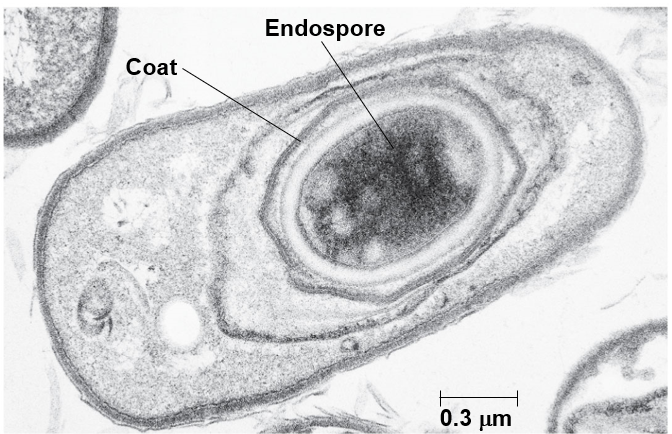 Endospore
Coat
0.3 μm